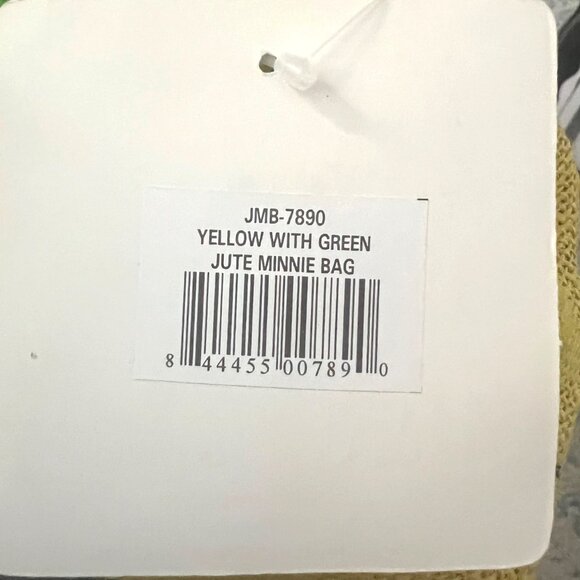 JMB-7890
YELLOW WITH GREEN
JUTE MINNIE BAG
8 44455 00789 0